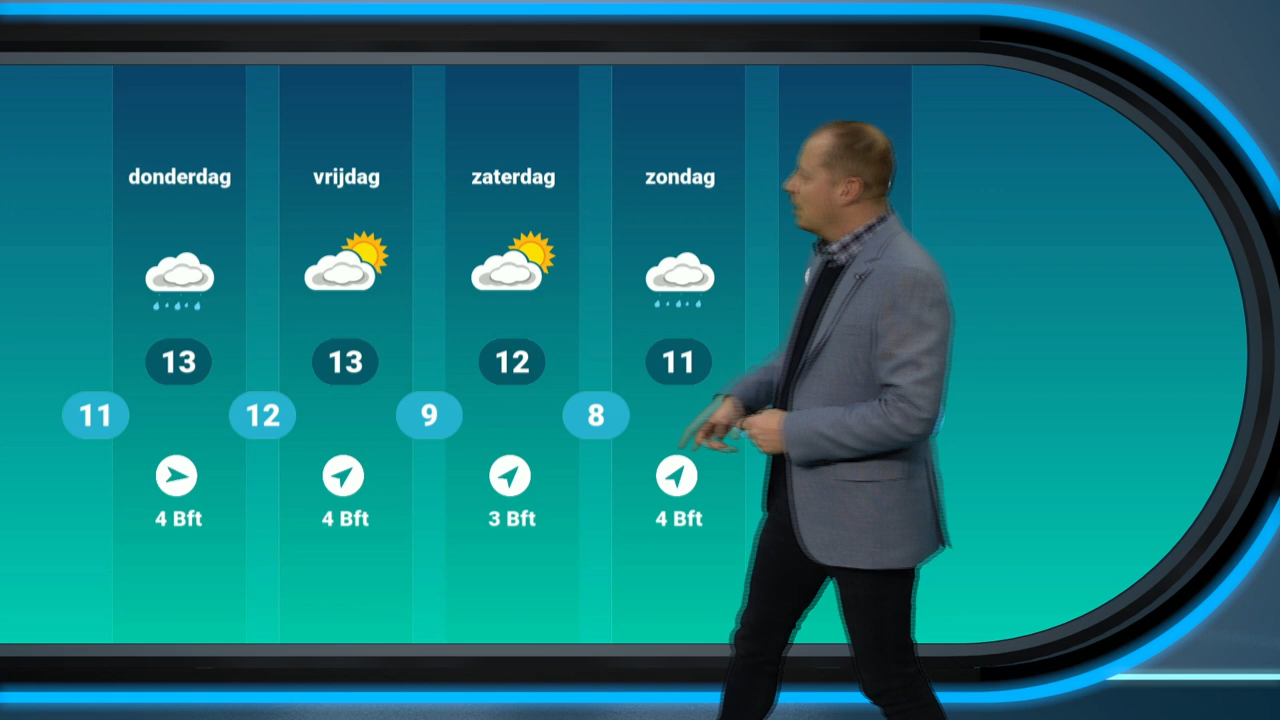 donderdag vrijdag zaterdag zondag
13 13 12 11
11 12 9 8
4 Bft 4 Bft 3 Bft 4 Bft